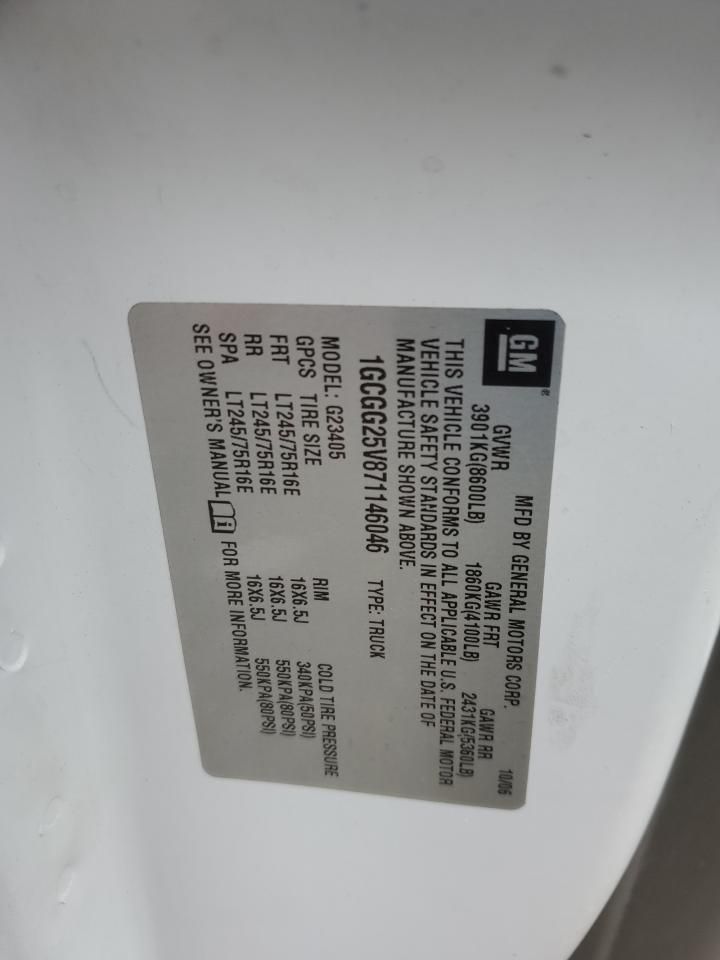 GM®
MFD BY GENERAL MOTORS CORP. 10/06
GVWR GAWR FRT GAWR RR
3901KG(8600LB) 1860KG(4100LB) 2431KG(5360LB)
THIS VEHICLE CONFORMS TO ALL APPLICABLE U.S. FEDERAL MOTOR
VEHICLE SAFETY STANDARDS IN EFFECT ON THE DATE OF
MANUFACTURE SHOWN ABOVE.
1GCGG25V871146046 TYPE: TRUCK
MODEL: G23405
GPCS TIRE SIZE RIM COLD TIRE PRESSURE
FRT LT245/75R16E 16X6.5J 340KPA(50PSI)
RR LT245/75R16E 16X6.5J 550KPA(80PSI)
SPA LT245/75R16E 16X6.5J 550KPA(80PSI)
SEE OWNER'S MANUAL i FOR MORE INFORMATION.